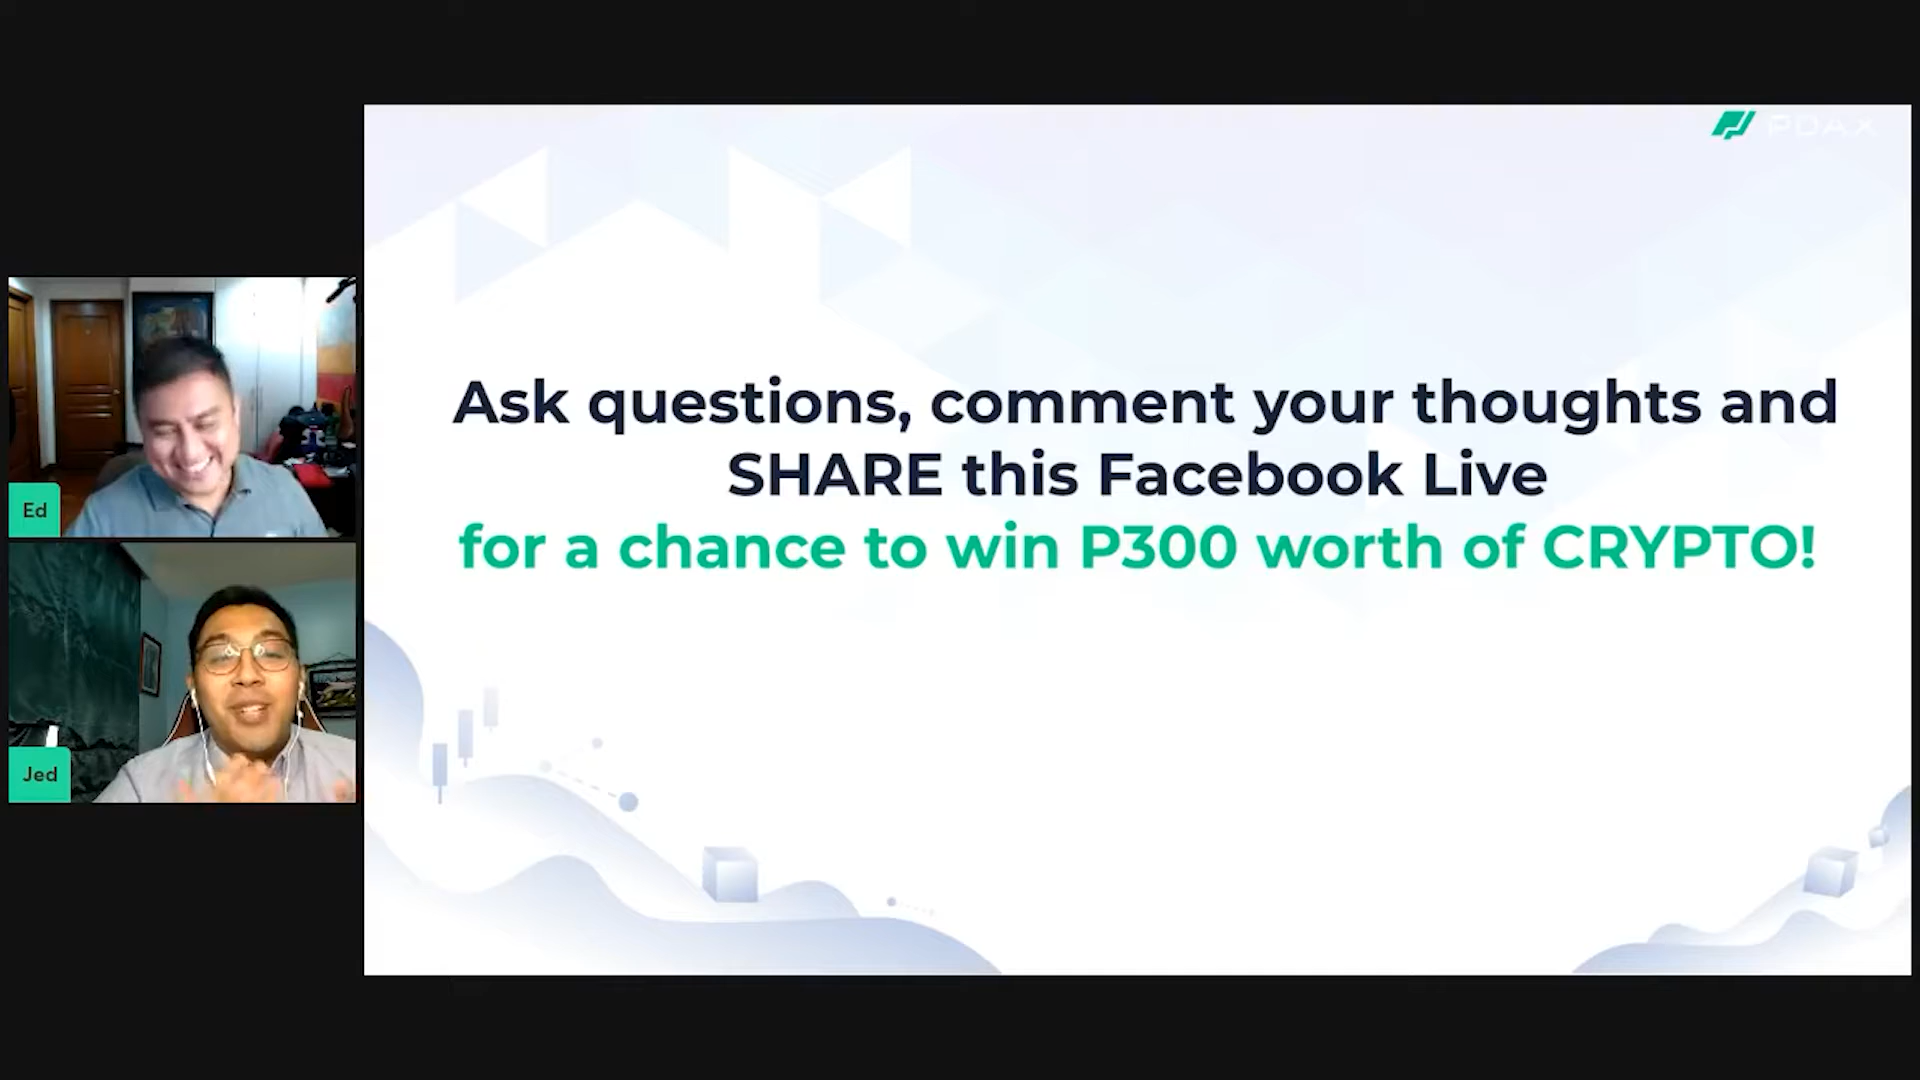 PDAX
Ask questions, comment your thoughts and
SHARE this Facebook Live
for a chance to win P300 worth of CRYPTO!
Ed
Jed